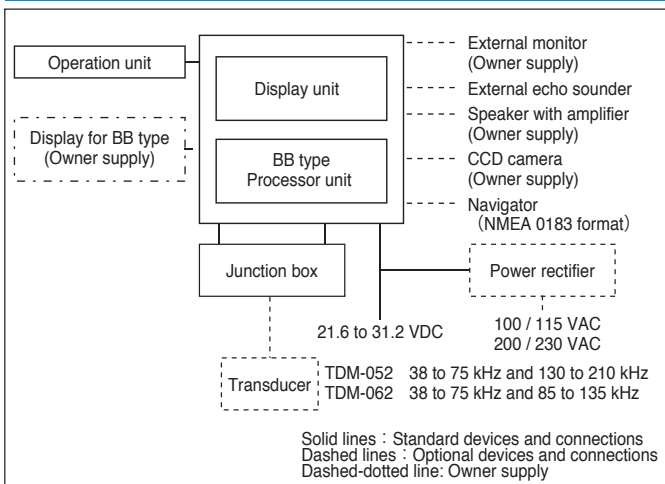 Operation unit
Display for BB type
(Owner supply)
Display unit
BB type
Processor unit
External monitor
(Owner supply)
External echo sounder
Speaker with amplifier
(Owner supply)
CCD camera
(Owner supply)
Navigator
（NMEA 0183 format）
Junction box
Power rectifier
21.6 to 31.2 VDC
100 / 115 VAC
200 / 230 VAC
Transducer
TDM-052 38 to 75 kHz and 130 to 210 kHz
TDM-062 38 to 75 kHz and 85 to 135 kHz
Solid lines：Standard devices and connections
Dashed lines：Optional devices and connections
Dashed-dotted line: Owner supply